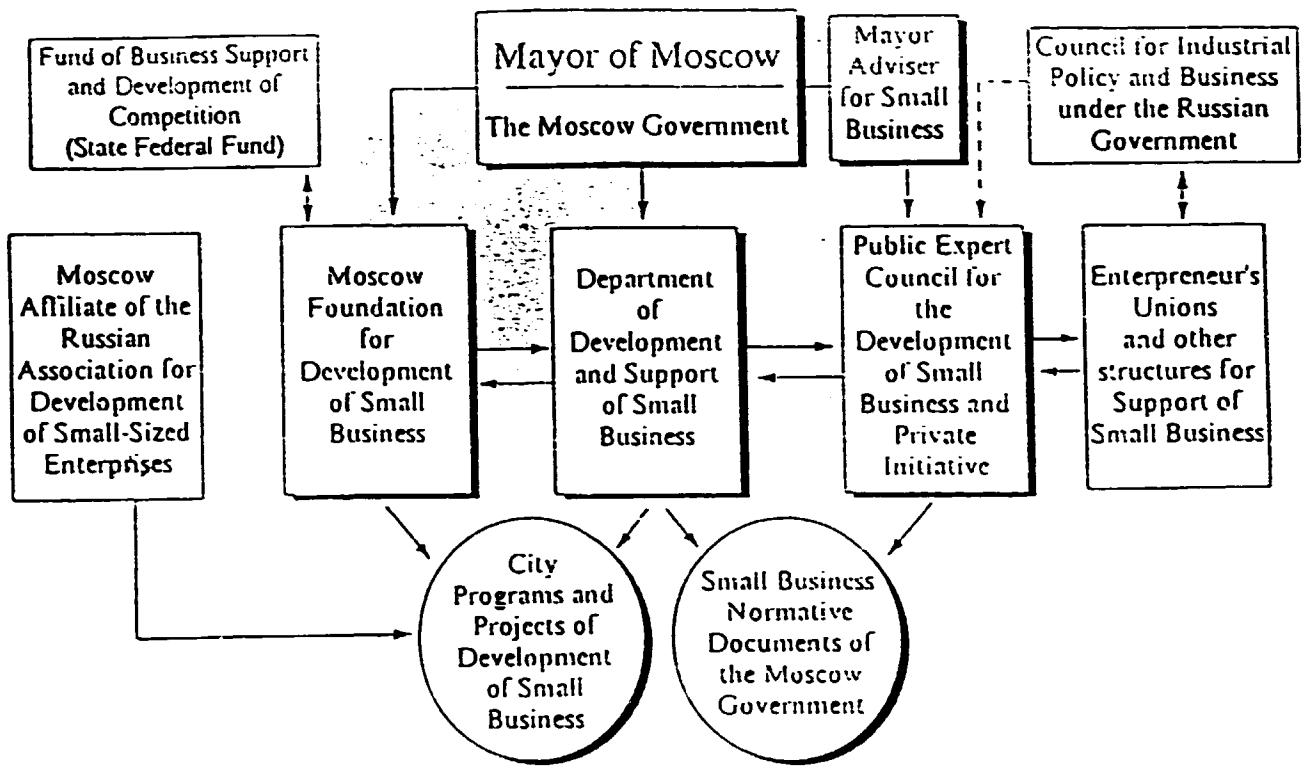 Fund of Business Support
and Development of
Competition
(State Federal Fund)
Mayor of Moscow
The Moscow Government
Mayor
Adviser
for Small
Business
Council for Industrial
Policy and Business
under the Russian
Government
Moscow
Affiliate of the
Russian
Association for
Development
of Small-Sized
Enterprises
Moscow
Foundation
for
Development
of Small
Business
Department
of
Development
and Support
of Small
Business
Public Expert
Council for
the
Development
of Small
Business and
Private
Initiative
Enterpreneur's
Unions
and other
structures for
Support of
Small Business
City
Programs and
Projects of
Development
of Small
Business
Small Business
Normative
Documents of
the Moscow
Government